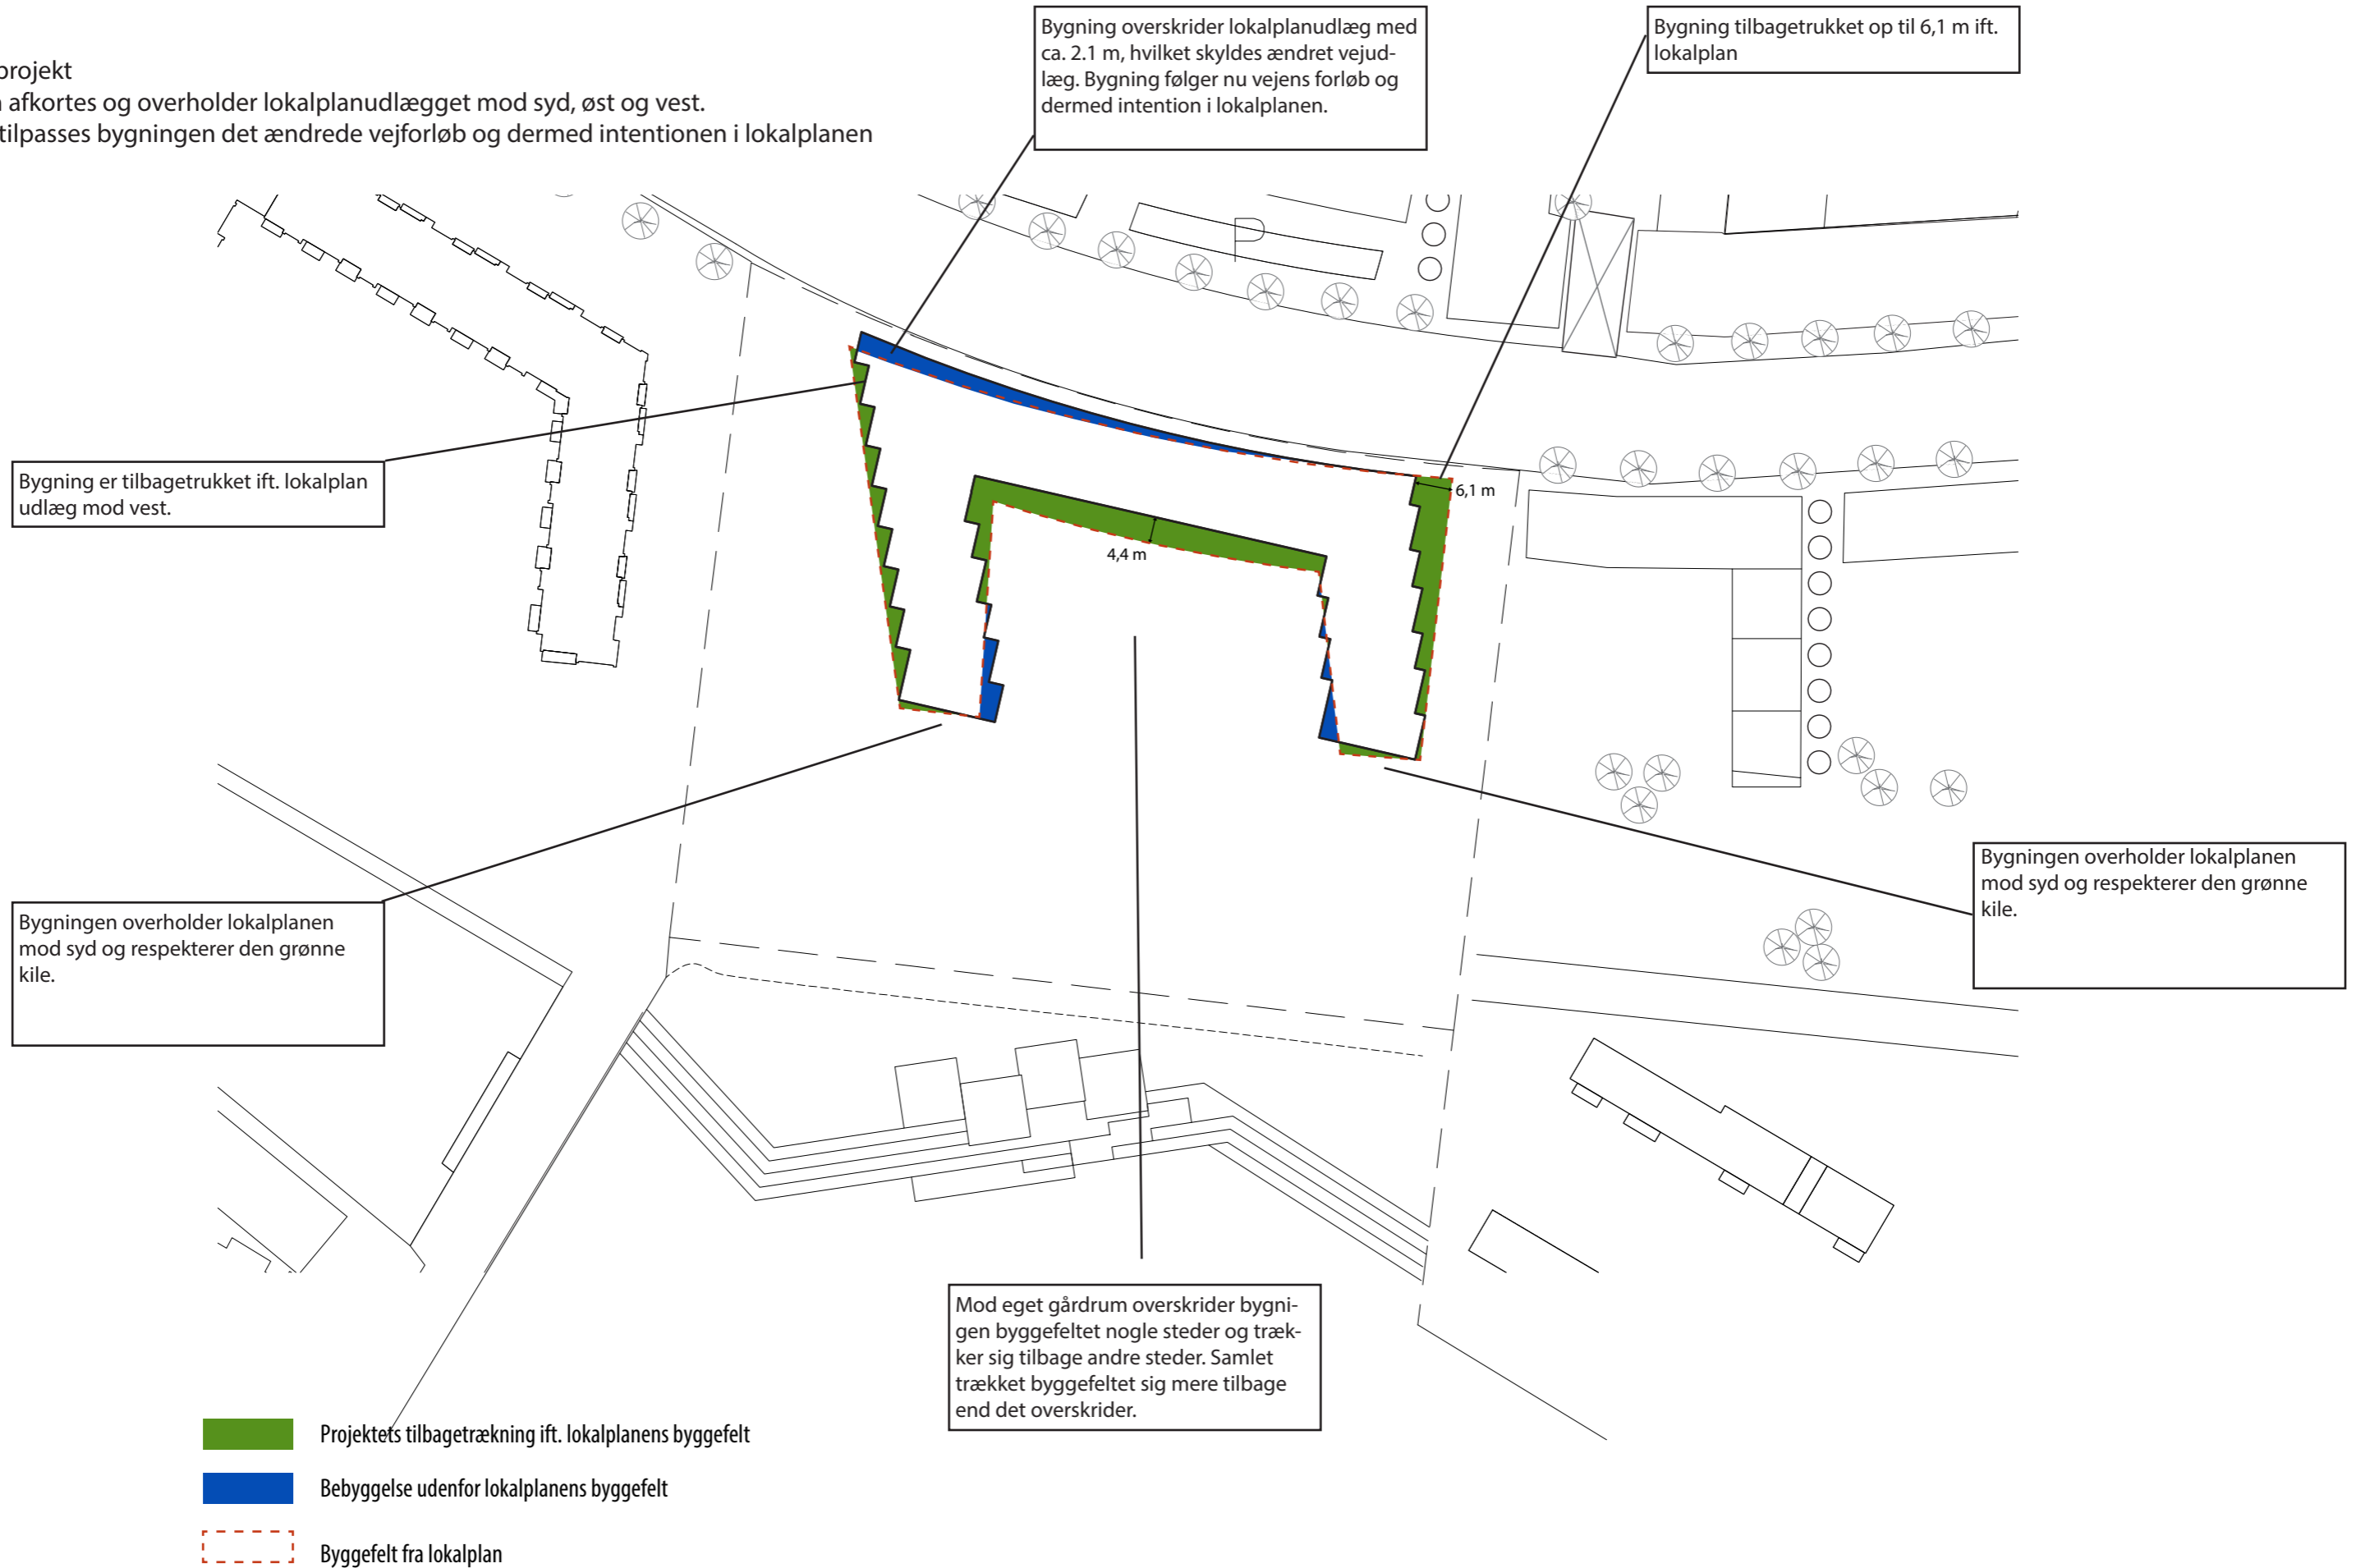 projekt
afkortes og overholder lokalplanudlægget mod syd, øst og vest.
tilpasses bygningen det ændrede vejforløb og dermed intentionen i lokalplanen
Bygning overskrider lokalplanudlæg med
ca. 2.1 m, hvilket skyldes ændret vejud-
læg. Bygning følger nu vejens forløb og
dermed intention i lokalplanen.
Bygning tilbagetrukket op til 6,1 m ift.
lokalplan
P
Bygning er tilbagetrukket ift. lokalplan
udlæg mod vest.
6,1 m
4,4 m
Bygningen overholder lokalplanen
mod syd og respekterer den grønne
kile.
Bygningen overholder lokalplanen
mod syd og respekterer den grønne
kile.
Mod eget gårdrum overskrider bygni-
gen byggefeltet nogle steder og træk-
ker sig tilbage andre steder. Samlet
trækket byggefeltet sig mere tilbage
end det overskrider.
Projektets tilbagetrækning ift. lokalplanens byggefelt
Bebyggelse udenfor lokalplanens byggefelt
Byggefelt fra lokalplan